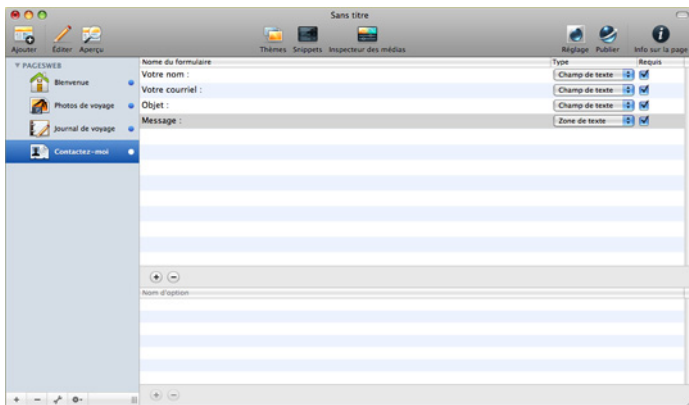 Sans titre
Ajouter Éditer Aperçu Thèmes Snippets Inspecteur des médias Réglage Publier Info sur la page
PAGESWEB
Nome du formulaire Type Requis
Bienvenue
Photos de voyage
Journal de voyage
Contactez-moi
Votre nom : Champ de texte
Votre courriel : Champ de texte
Objet : Champ de texte
Message : Zone de texte
Nom d'option